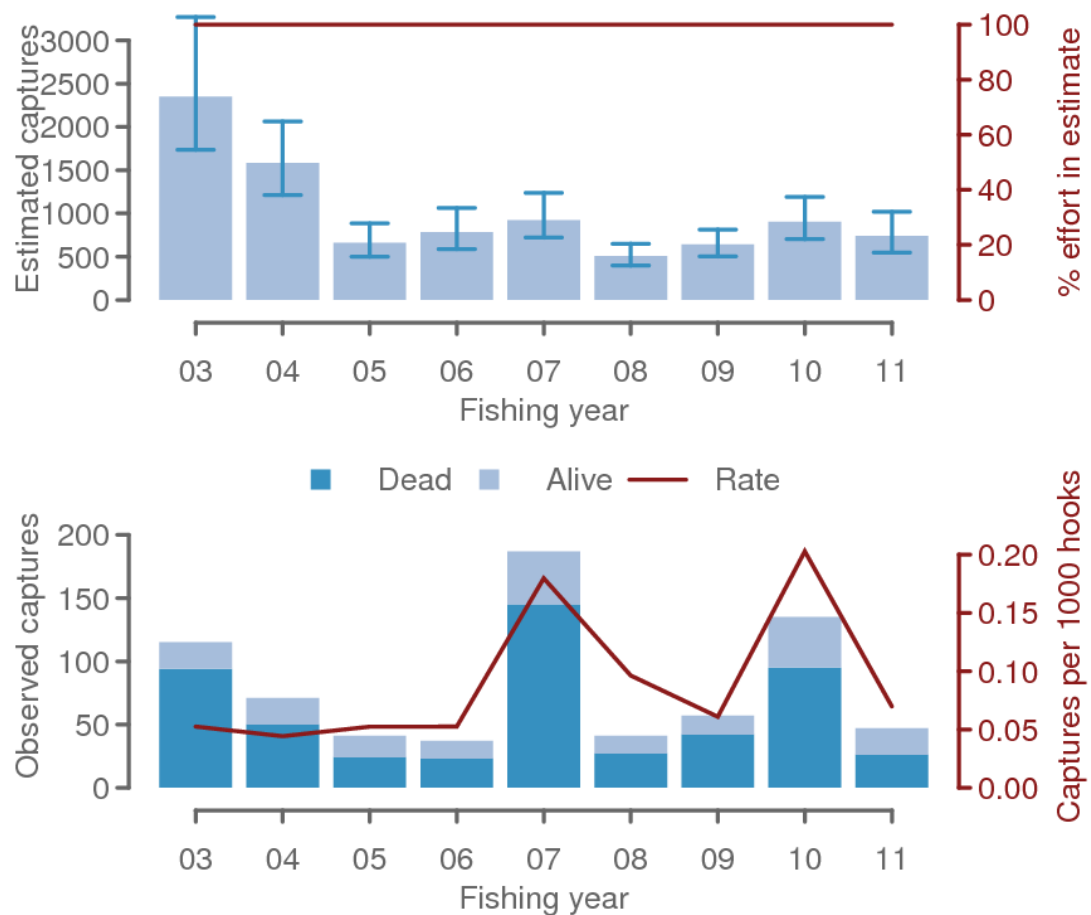 Estimated captures
3000
2500
2000
1500
1000
500
0
100
80
60
40
20
0
% effort in estimate
03 04 05 06 07 08 09 10 11
Fishing year
Dead Alive Rate
Observed captures
200
150
100
50
0
0.20
0.15
0.10
0.05
0.00
Captures per 1000 hooks
03 04 05 06 07 08 09 10 11
Fishing year